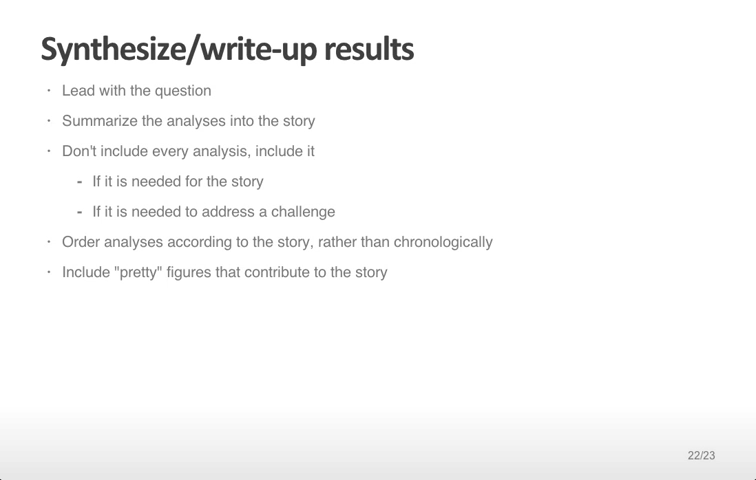 Synthesize/write-up results
· Lead with the question
· Summarize the analyses into the story
· Don't include every analysis, include it
- If it is needed for the story
- If it is needed to address a challenge
· Order analyses according to the story, rather than chronologically
· Include "pretty" figures that contribute to the story
22/23